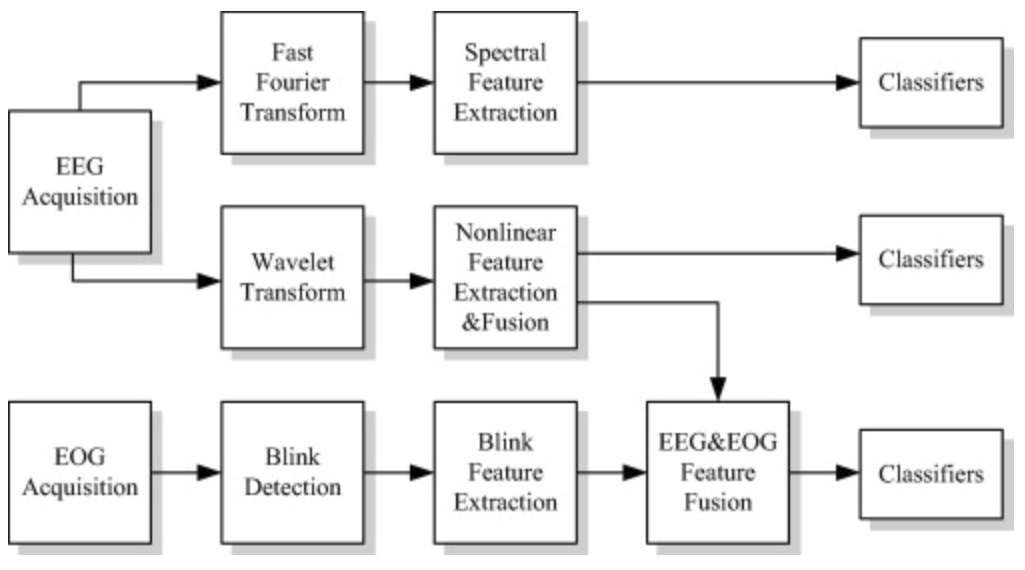 Fast
Fourier
Transform
Spectral
Feature
Extraction
Classifiers
EEG
Acquisition
Wavelet
Transform
Nonlinear
Feature
Extraction
&Fusion
Classifiers
EOG
Acquisition
Blink
Detection
Blink
Feature
Extraction
EEG&EOG
Feature
Fusion
Classifiers